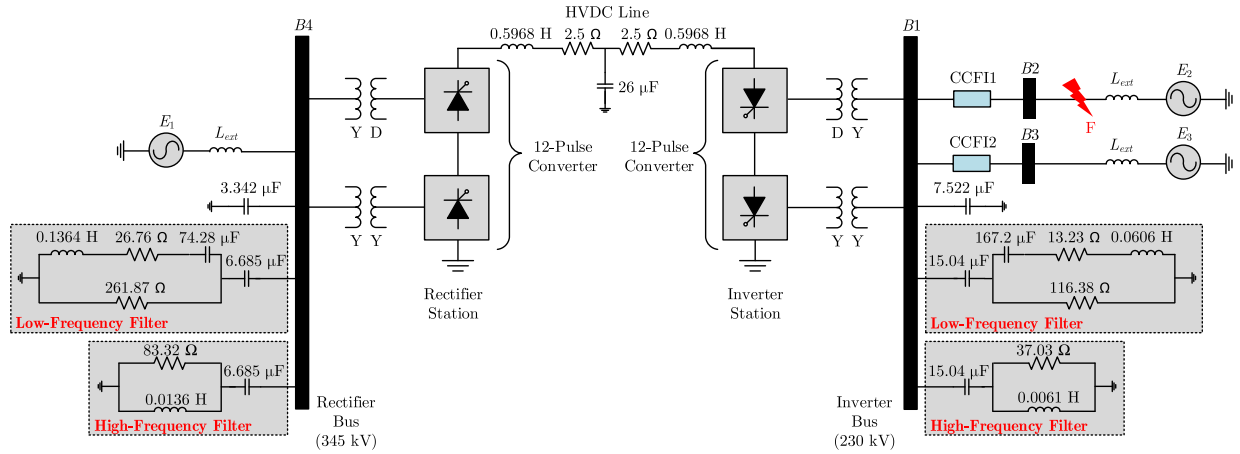 HVDC Line
0.5968 H
2.5 Ω
2.5 Ω
0.5968 H
26 μF
B4
E1
Lext
3.342 μF
Y D
Y Y
12-Pulse
Converter
Rectifier
Station
0.1364 H
26.76 Ω
74.28 μF
6.685 μF
261.87 Ω
Low-Frequency Filter
83.32 Ω
6.685 μF
0.0136 H
High-Frequency Filter
Rectifier
Bus
(345 kV)
12-Pulse
Converter
Inverter
Station
D Y
Y Y
B1
CCFI1
B2
F
Lext
E2
CCFI2
B3
Lext
E3
7.522 μF
167.2 μF
13.23 Ω
0.0606 H
15.04 μF
116.38 Ω
Low-Frequency Filter
37.03 Ω
15.04 μF
0.0061 H
High-Frequency Filter
Inverter
Bus
(230 kV)